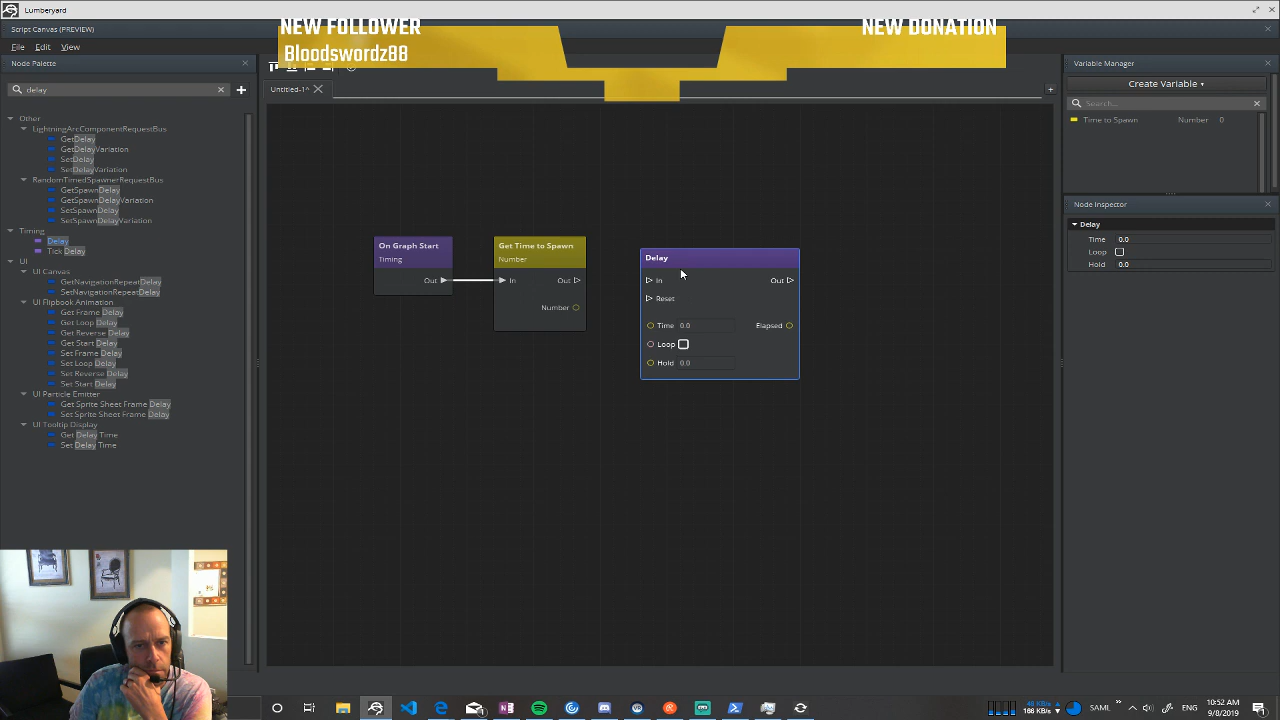 Lumberyard
Script Canvas (PREVIEW)
NEW FOLLOWER
Bloodswordz88
NEW DONATION
File Edit View
Node Palette
delay
Other
LightningArcComponentRequestBus
GetDelay
GetDelayVariation
SetDelay
SetDelayVariation
RandomTimedSpawnerRequestBus
GetSpawnDelay
GetSpawnDelayVariation
SetSpawnDelay
SetSpawnDelayVariation
Timing
Delay
Tick Delay
UI
UI Canvas
GetNavigationRepeatDelay
SetNavigationRepeatDelay
UI Flipbook Animation
Get Frame Delay
Get Loop Delay
Get Reverse Delay
Get Start Delay
Set Frame Delay
Set Loop Delay
Set Reverse Delay
Set Start Delay
UI Particle Emitter
Get Sprite Sheet Frame Delay
Set Sprite Sheet Frame Delay
UI Tooltip Display
Get Delay Time
Set Delay Time
Untitled-1^
On Graph Start
Timing
Out
Get Time to Spawn
Number
In Out
Number
Delay
In Out
Reset
Time 0.0 Elapsed
Loop
Hold 0.0
Variable Manager
Create Variable
Search...
Time to Spawn Number 0
Node Inspector
Delay
Time 0.0
Loop
Hold 0.0
48 KB/s
166 KB/s
SAML
10:52 AM
9/8/2019